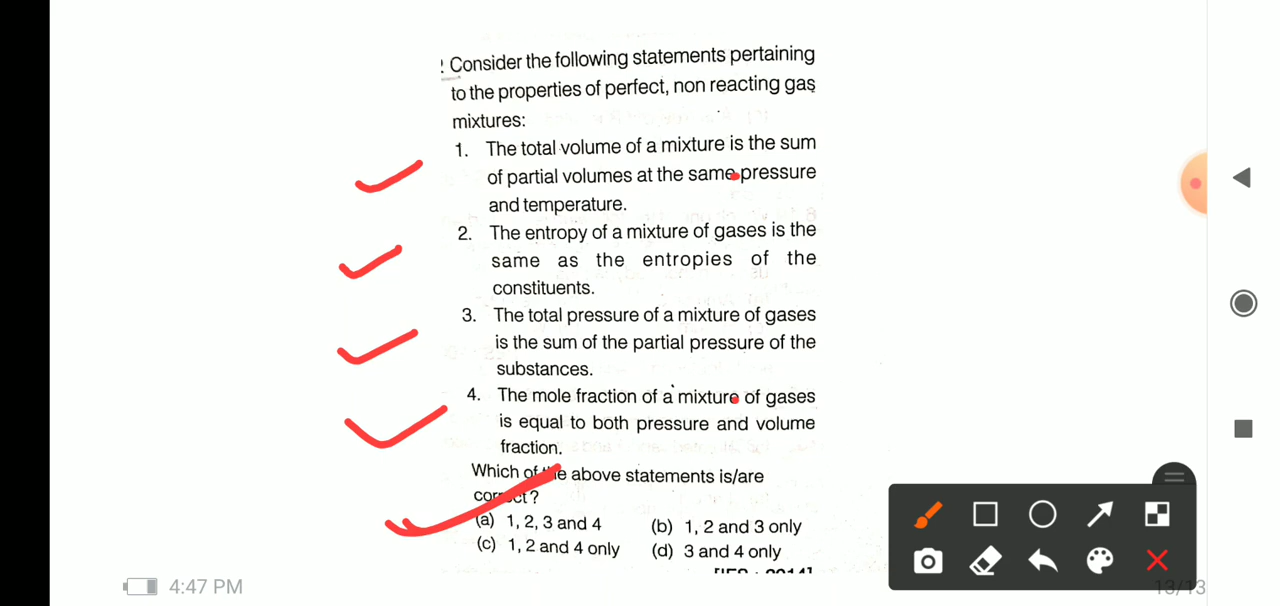 Consider the following statements pertaining
to the properties of perfect, non reacting gas
mixtures:
1. The total volume of a mixture is the sum
of partial volumes at the same pressure
and temperature.
2. The entropy of a mixture of gases is the
same as the entropies of the
constituents.
3. The total pressure of a mixture of gases
is the sum of the partial pressure of the
substances.
4. The mole fraction of a mixture of gases
is equal to both pressure and volume
fraction.
Which of the above statements is/are
correct?
(a) 1, 2, 3 and 4 (b) 1, 2 and 3 only
(c) 1, 2 and 4 only (d) 3 and 4 only
4:47 PM
13/13